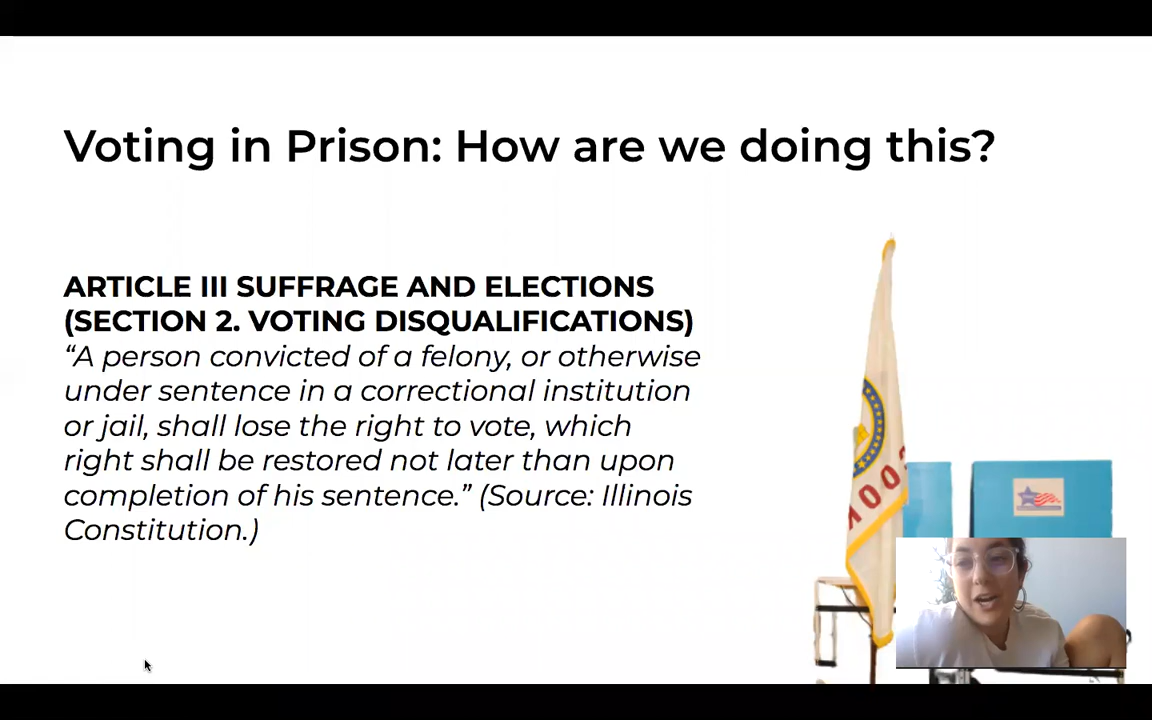 Voting in Prison: How are we doing this?
ARTICLE III SUFFRAGE AND ELECTIONS
(SECTION 2. VOTING DISQUALIFICATIONS)
“A person convicted of a felony, or otherwise
under sentence in a correctional institution
or jail, shall lose the right to vote, which
right shall be restored not later than upon
completion of his sentence.” (Source: Illinois
Constitution.)